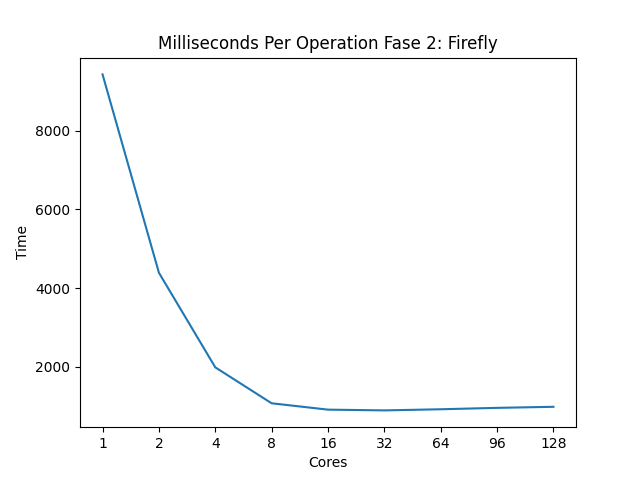 Milliseconds Per Operation Fase 2: Firefly
8000
6000
4000
2000
Time
1 2 4 8 16 32 64 96 128
Cores